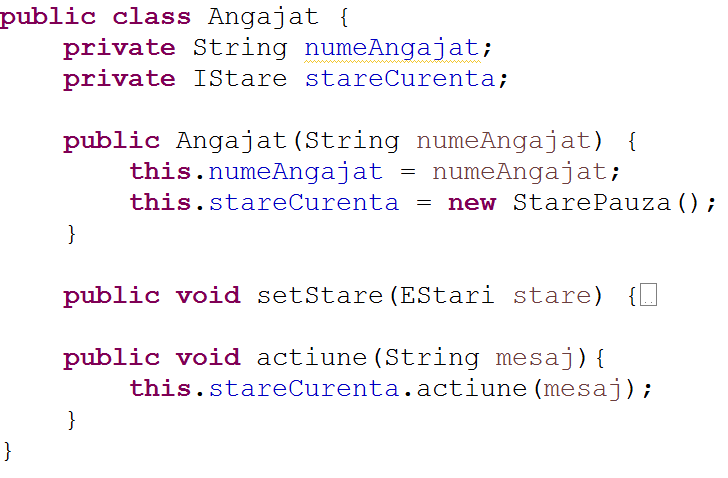 public class Angajat {
    private String numeAngajat;
    private IStare stareCurenta;

    public Angajat(String numeAngajat) {
        this.numeAngajat = numeAngajat;
        this.stareCurenta = new StarePauza();
    }

    public void setStare(EStari stare) {..

    public void actiune(String mesaj){
        this.stareCurenta.actiune(mesaj);
    }
}